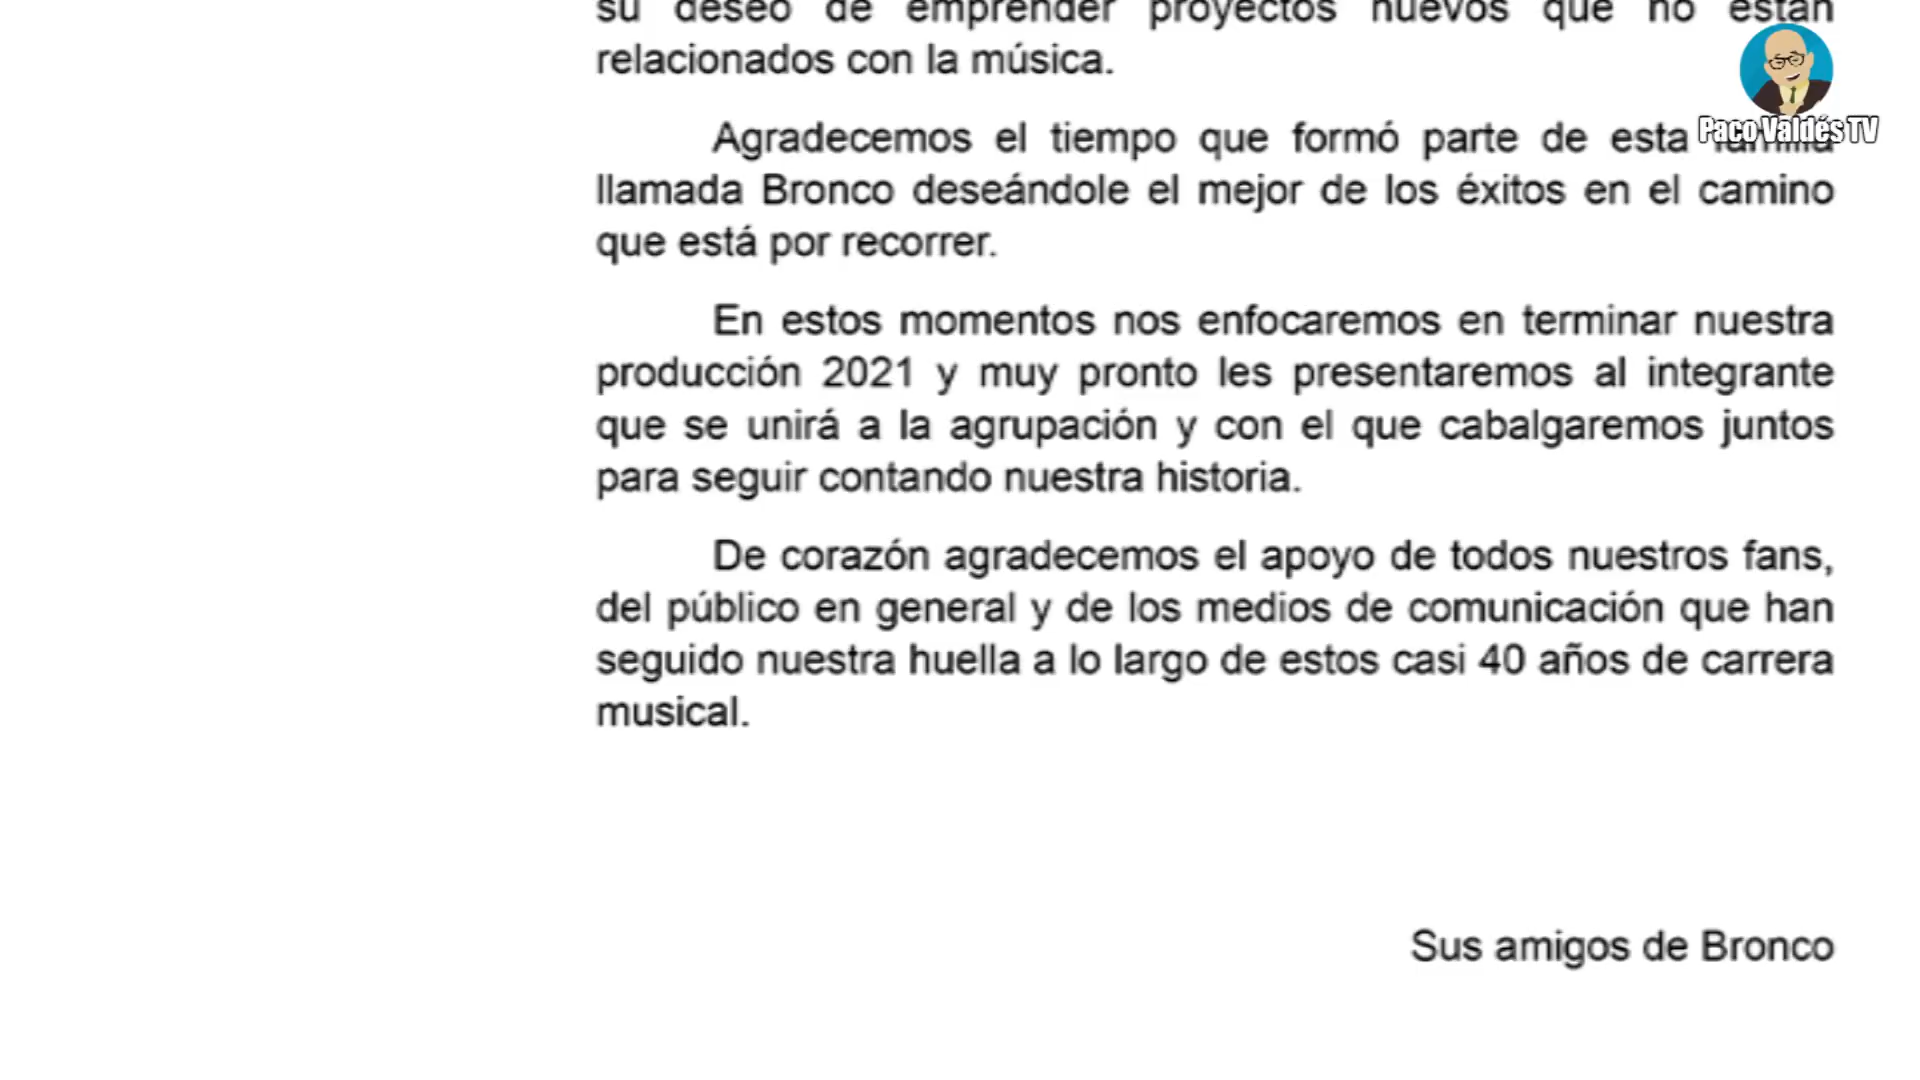 su deseo de emprender proyectos nuevos que no están
relacionados con la música.
Agradecemos el tiempo que formó parte de esta familia
llamada Bronco deseándole el mejor de los éxitos en el camino
que está por recorrer.
En estos momentos nos enfocaremos en terminar nuestra
producción 2021 y muy pronto les presentaremos al integrante
que se unirá a la agrupación y con el que cabalgaremos juntos
para seguir contando nuestra historia.
De corazón agradecemos el apoyo de todos nuestros fans,
del público en general y de los medios de comunicación que han
seguido nuestra huella a lo largo de estos casi 40 años de carrera
musical.
Sus amigos de Bronco
Paco Valdés TV